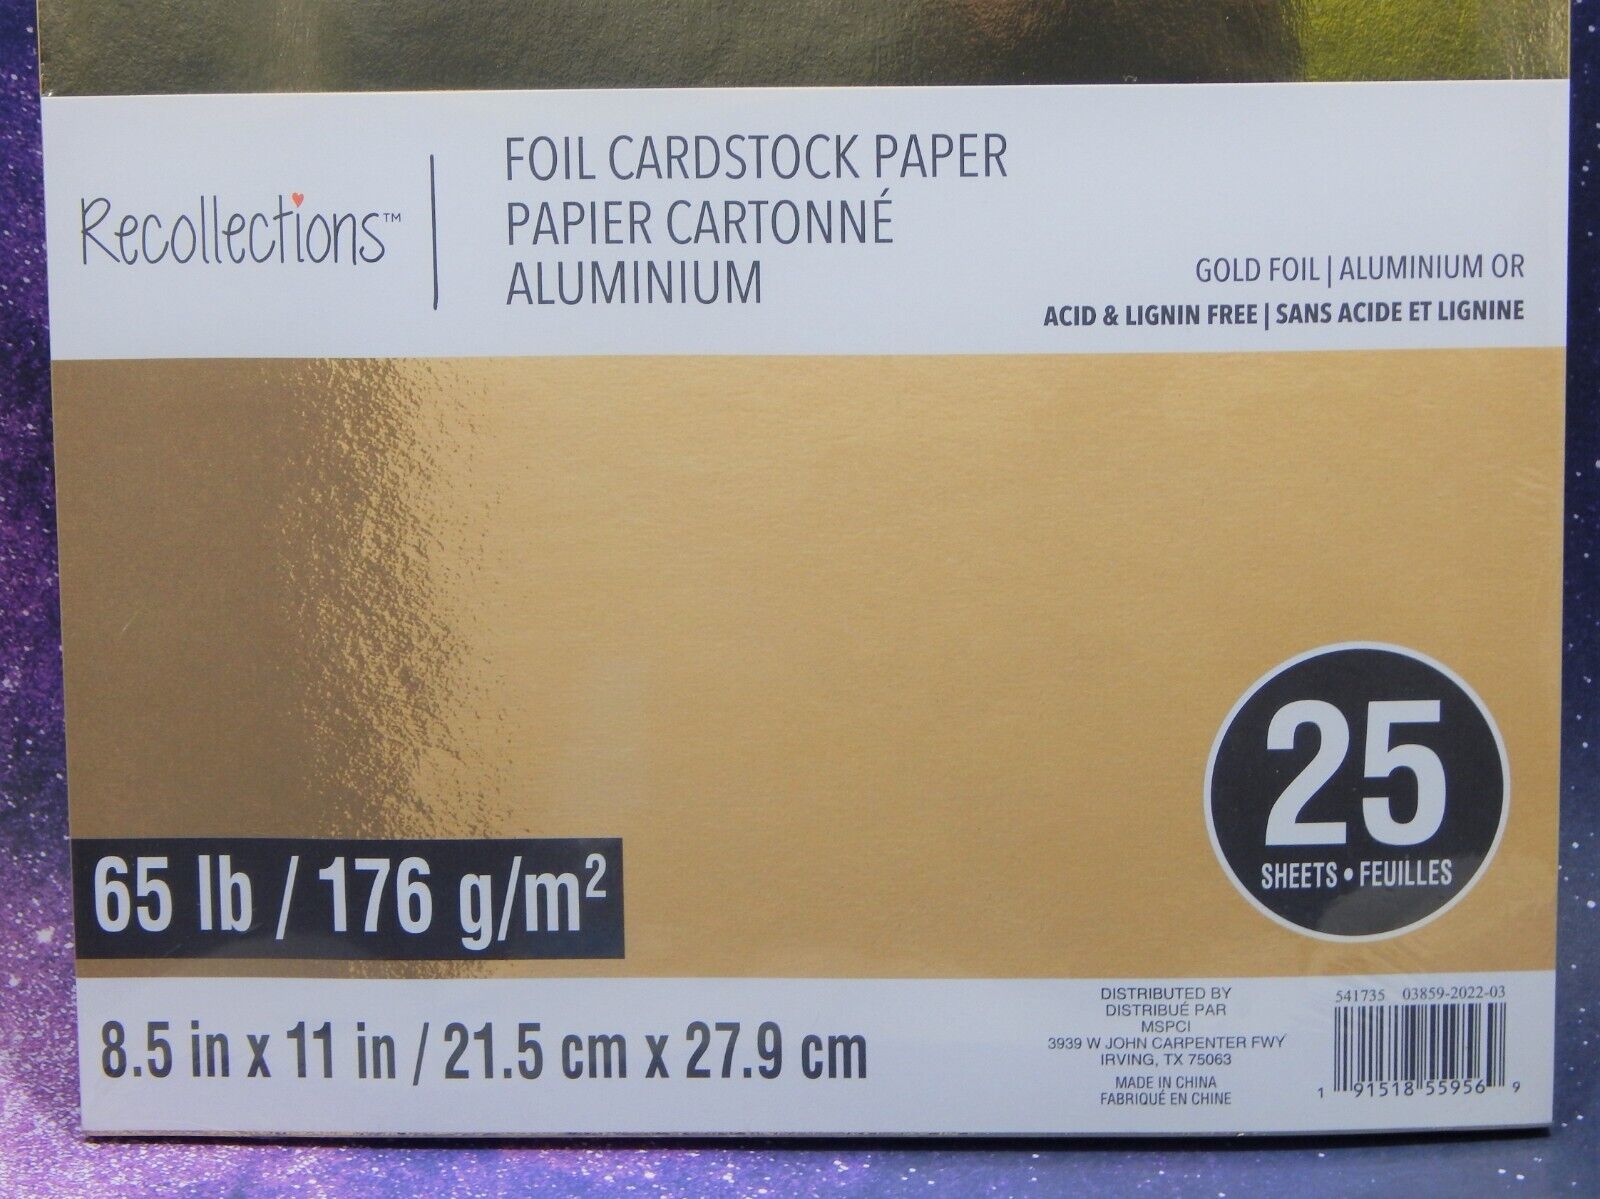 Recollections™
FOIL CARDSTOCK PAPER
PAPIER CARTONNÉ
ALUMINIUM
GOLD FOIL | ALUMINIUM OR
ACID & LIGNIN FREE | SANS ACIDE ET LIGNINE
25
SHEETS • FEUILLES
65 lb / 176 g/m²
8.5 in x 11 in / 21.5 cm x 27.9 cm
DISTRIBUTED BY
DISTRIBUÉ PAR
MSPCI
3939 W JOHN CARPENTER FWY
IRVING, TX 75063
MADE IN CHINA
FABRIQUÉ EN CHINE
541735 03859-2022-03
1 91518 55956 9